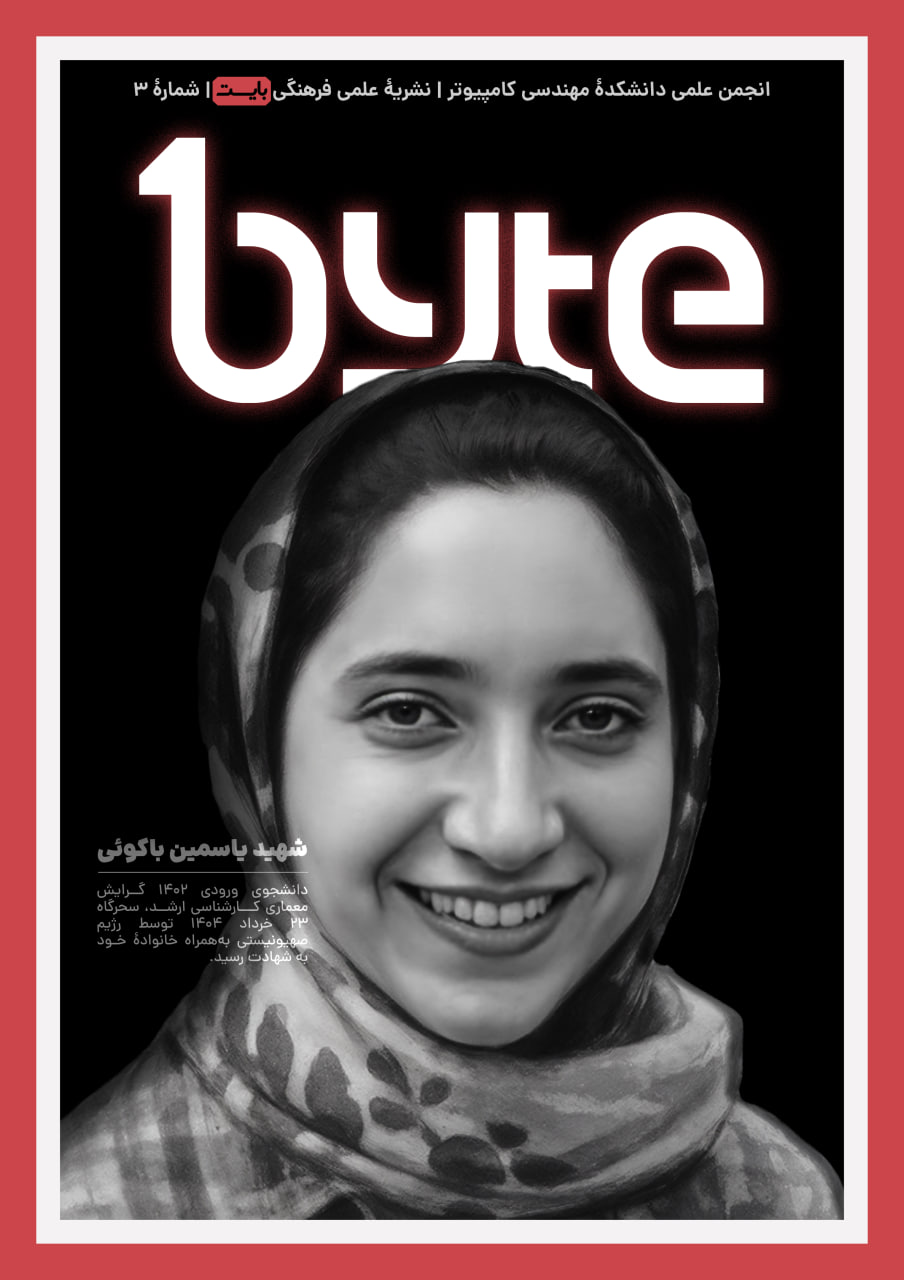 انجمن علمی دانشکدهٔ مهندسی کامپیوتر | نشریهٔ علمی فرهنگی بایت | شمارهٔ ۳
byte
شهید یاسمین باکوئی
دانشجوی ورودی ۱۴۰۲ گرایش
معماری کارشناسی ارشد، سحرگاه
۲۳ خرداد ۱۴۰۴ توسط رژیم
صهیونیستی به‌همراه خانوادهٔ خود
به شهادت رسید.